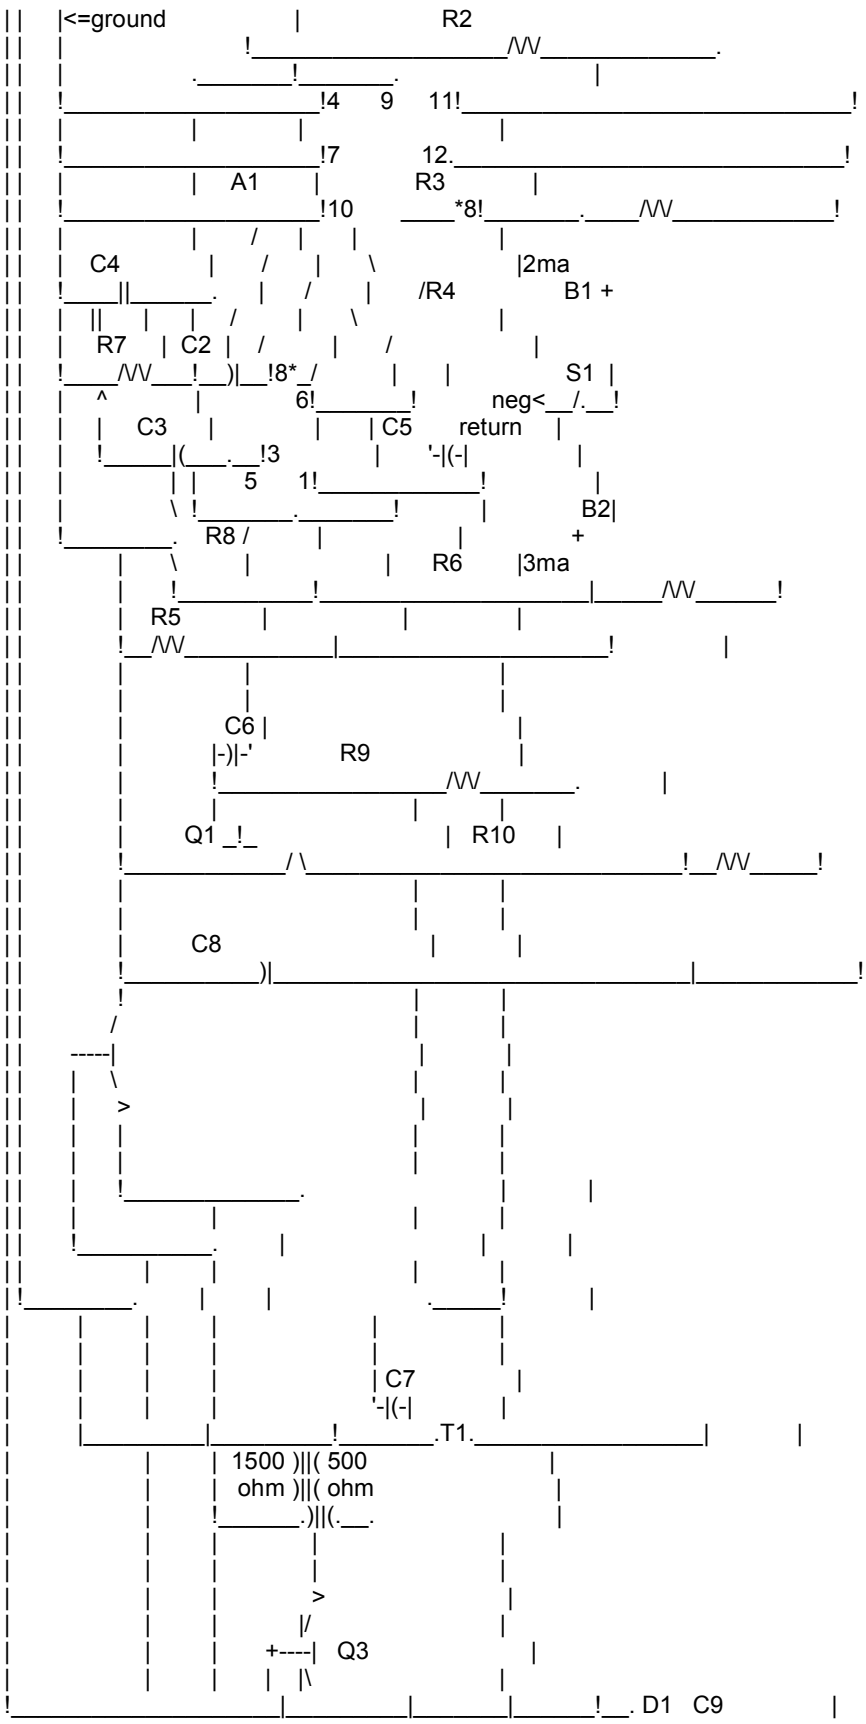 <=ground R2
4 9 11
7 12.
A1 R3
10 *8
C4 2ma
R4 B1 +
R7 C2
8* S1
6 neg<
C3 C5 return
3
5 1
B2
R8 +
R6 3ma
R5
C6
R9
Q1 R10
C8
C7
T1
1500 500
ohm ohm
+ Q3
D1 C9